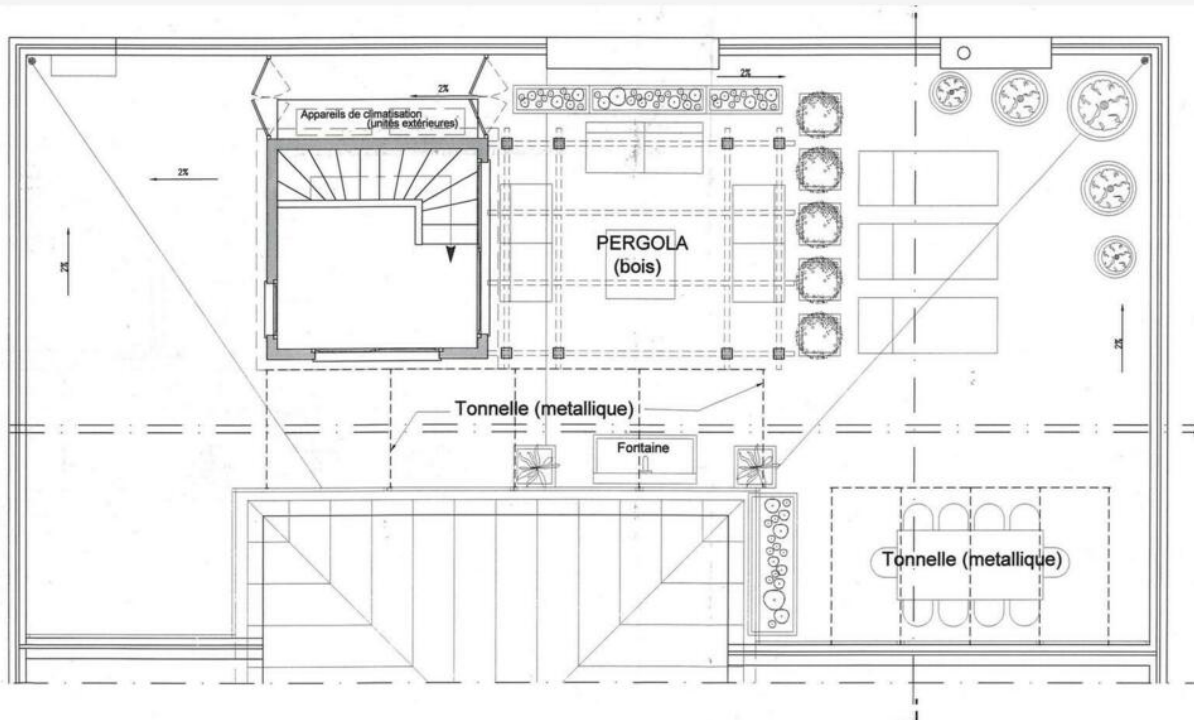 2%
2%
Appareils de climatisation
(unités extérieures)
2%
2%
PERGOLA
(bois)
2%
Tonnelle (metallique)
Fontaine
Tonnelle (metallique)